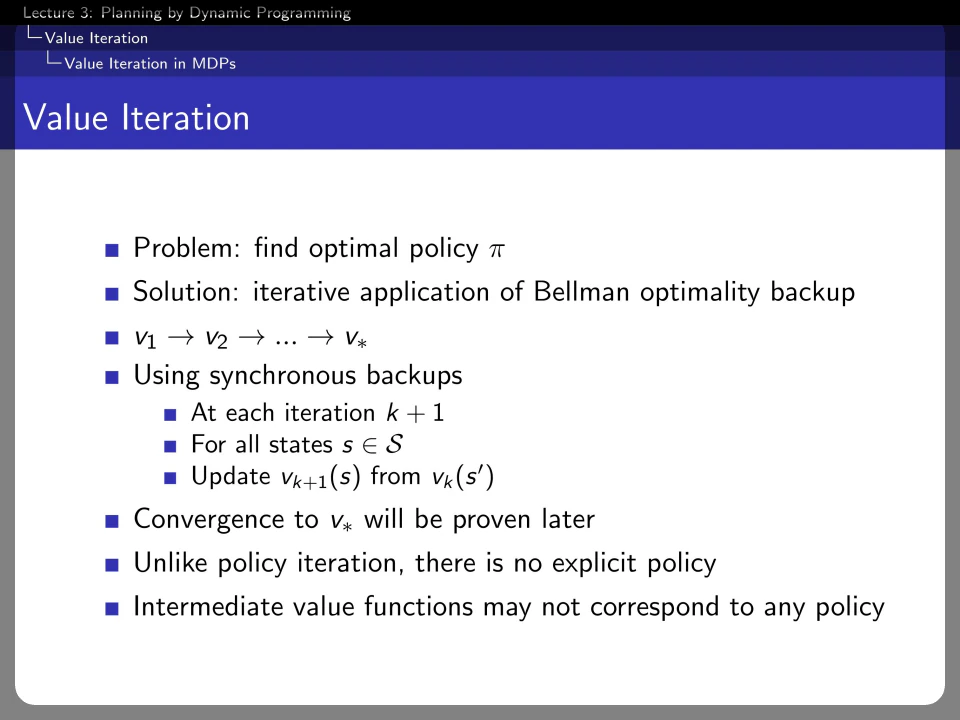 Lecture 3: Planning by Dynamic Programming
Value Iteration
Value Iteration in MDPs
Value Iteration
Problem: find optimal policy π
Solution: iterative application of Bellman optimality backup
v₁ → v₂ → ... → v∗
Using synchronous backups
At each iteration k + 1
For all states s ∈ 𝒮
Update vₖ₊₁(s) from vₖ(s′)
Convergence to v∗ will be proven later
Unlike policy iteration, there is no explicit policy
Intermediate value functions may not correspond to any policy